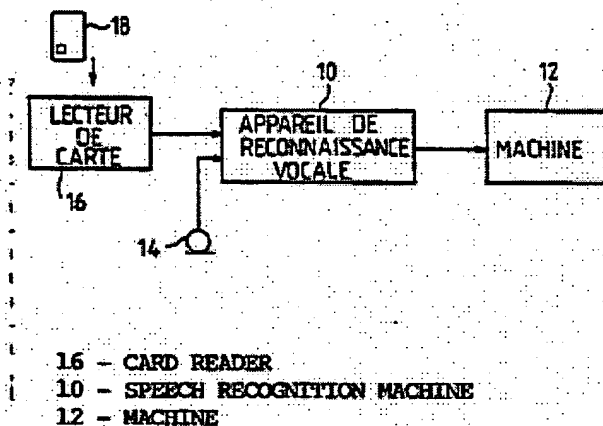 18
10
12
LECTEUR
DE
CARTE
APPAREIL DE
RECONNAISSANCE
VOCALE
MACHINE
16
14
16 - CARD READER
10 - SPEECH RECOGNITION MACHINE
12 - MACHINE